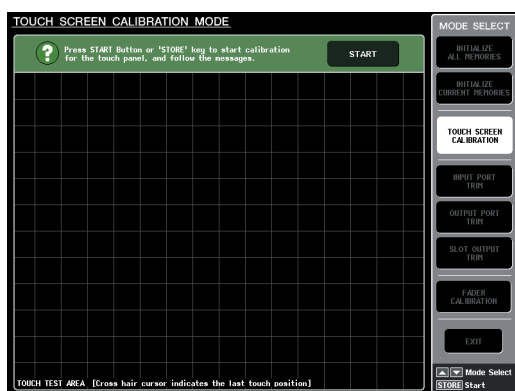 TOUCH SCREEN CALIBRATION MODE
? Press START Button or 'STORE' key to start calibration
for the touch panel, and follow the messages.
START
TOUCH TEST AREA [Cross hair cursor indicates the last touch position]
MODE SELECT
INITIALIZE
ALL MEMORIES
INITIALIZE
CURRENT MEMORIES
TOUCH SCREEN
CALIBRATION
INPUT PORT
TRIM
OUTPUT PORT
TRIM
SLOT OUTPUT
TRIM
FADER
CALIBRATION
EXIT
▲ ▼ Mode Select
STORE Start